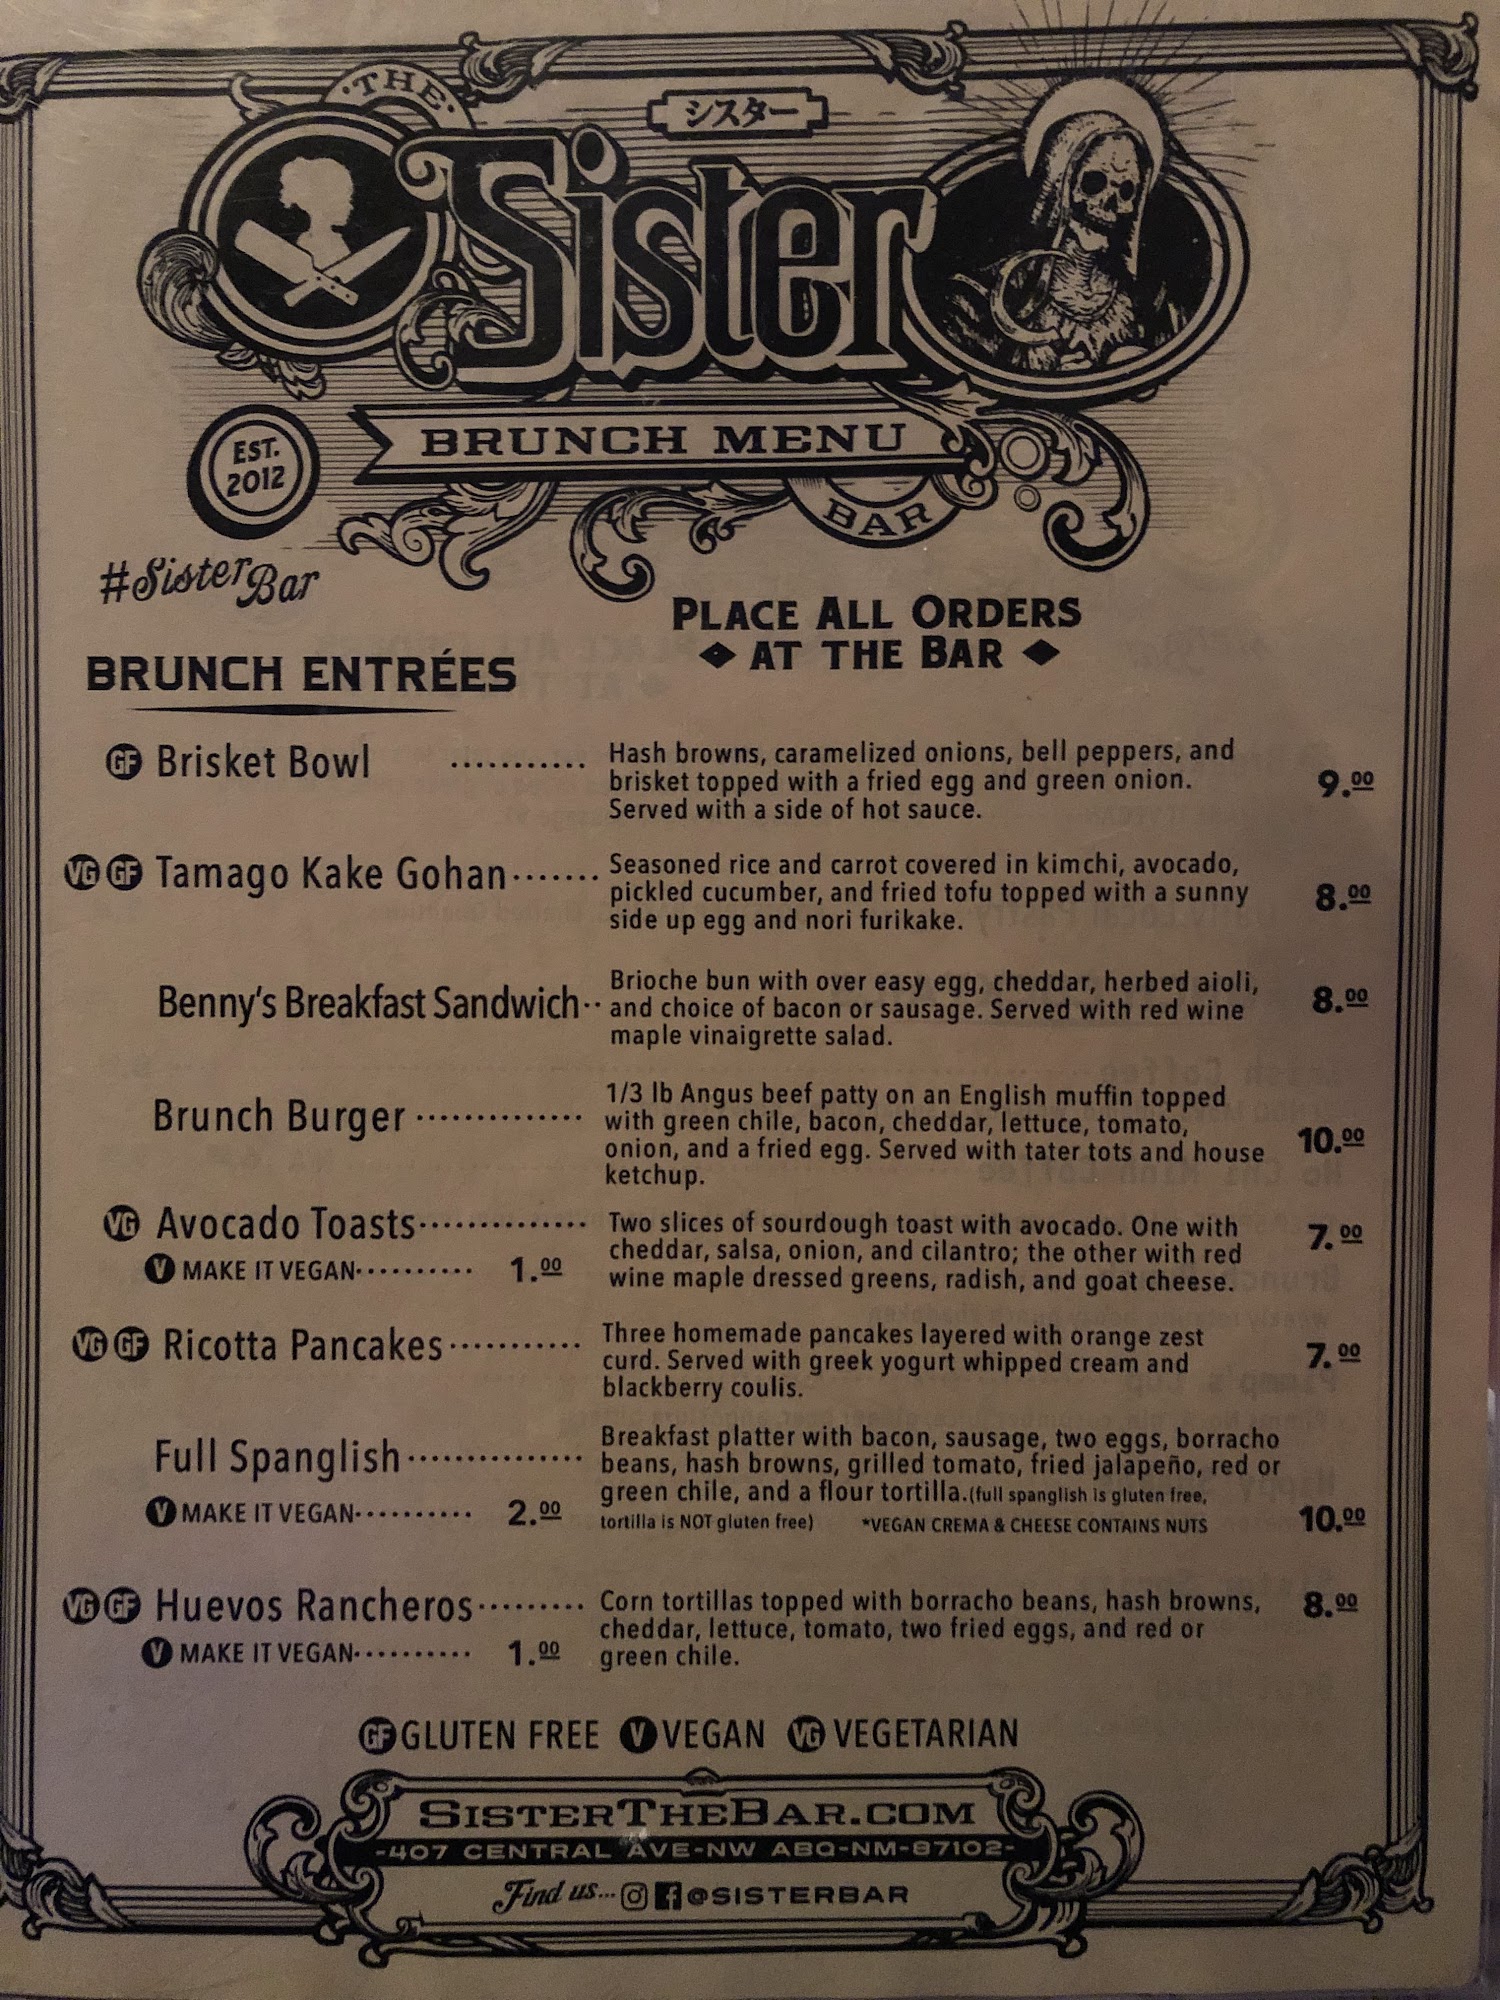 ·THE·
シスター
Sister
BRUNCH MENU
BAR
EST.
2012
#SisterBar
PLACE ALL ORDERS
◆ AT THE BAR ◆
BRUNCH ENTRÉES
GF Brisket Bowl ........... Hash browns, caramelized onions, bell peppers, and
brisket topped with a fried egg and green onion.
Served with a side of hot sauce.
9.00
VG GF Tamago Kake Gohan ....... Seasoned rice and carrot covered in kimchi, avocado,
pickled cucumber, and fried tofu topped with a sunny
side up egg and nori furikake.
8.00
Benny's Breakfast Sandwich .. Brioche bun with over easy egg, cheddar, herbed aioli,
and choice of bacon or sausage. Served with red wine
maple vinaigrette salad.
8.00
Brunch Burger .............. 1/3 lb Angus beef patty on an English muffin topped
with green chile, bacon, cheddar, lettuce, tomato,
onion, and a fried egg. Served with tater tots and house
ketchup.
10.00
VG Avocado Toasts .............. Two slices of sourdough toast with avocado. One with
cheddar, salsa, onion, and cilantro; the other with red
wine maple dressed greens, radish, and goat cheese.
7.00
V MAKE IT VEGAN .......... 1.00
VG GF Ricotta Pancakes ........... Three homemade pancakes layered with orange zest
curd. Served with greek yogurt whipped cream and
blackberry coulis.
7.00
Full Spanglish ............... Breakfast platter with bacon, sausage, two eggs, borracho
beans, hash browns, grilled tomato, fried jalapeño, red or
green chile, and a flour tortilla.(full spanglish is gluten free,
tortilla is NOT gluten free) *VEGAN CREMA & CHEESE CONTAINS NUTS
10.00
V MAKE IT VEGAN .......... 2.00
VG GF Huevos Rancheros ......... Corn tortillas topped with borracho beans, hash browns,
cheddar, lettuce, tomato, two fried eggs, and red or
green chile.
8.00
V MAKE IT VEGAN .......... 1.00
GF GLUTEN FREE V VEGAN VG VEGETARIAN
SISTERTHEBAR.COM
-407 CENTRAL AVE-NW ABQ-NM-87102-
Find us... @SISTERBAR